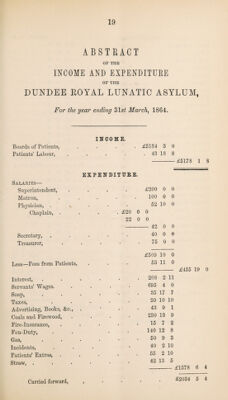 19
ABSTRACT
OF THE
INCOME AND EXPENDITURE
OF THE
DUNDEE ROYAL LUNATIC ASYLUM,
For the year ending 31st March, 1864.
INCOME.
Boards of Patients, £5134 3 0
Patients' Labour, 43 18 8
£5178 1 8
EXPENDITURE.
SALARIES—
Superintendent, £300 0 0
Matron, 100 0 0
Physician, 52 10 0
Chaplain, £20 0 0
22 0 0
42 0 0
Secretary, 40 0 0
Treasurer, 75 0 0
£509 10 0
Less—Fees from Patients, 53 11 0
£455 19 0
Interest, 208 2 11
Servants' Wages, 693 4 0
Soap, 35 17 7
Taxes, 20 10 10
Advertising, Books, &c., 43 9 1
Coals and Firewood, 230 13 9
Fire-Insurance, 15 7 2
Feu-Duty, 140 12 8
Gas, 50 9 3
Incidents, 40 2 10
Patients' Extras, 55 2 10
Straw, 42 13 5
£1578 6 4
Carried forward, £2034 5 4